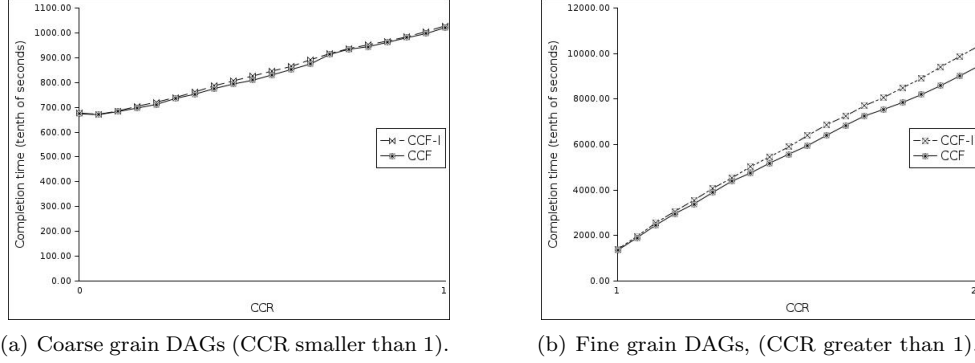 1100.00
1000.00
900.00
800.00
700.00
600.00
500.00
400.00
300.00
200.00
100.00
0.00
Completion time (tenth of seconds)
0
1
CCR
CCF-I
CCF
(a) Coarse grain DAGs (CCR smaller than 1).
12000.00
10000.00
8000.00
6000.00
4000.00
2000.00
0.00
Completion time (tenth of seconds)
1
2
CCR
CCF-I
CCF
(b) Fine grain DAGs, (CCR greater than 1)